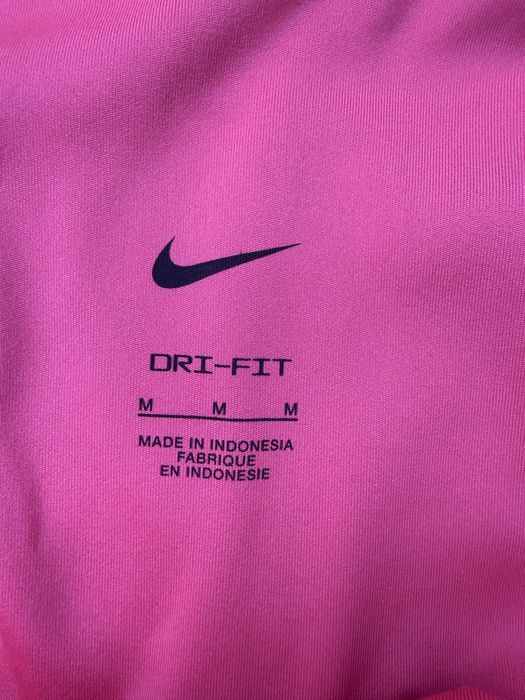 DRI-FIT
M M M
MADE IN INDONESIA
FABRIQUE
EN INDONESIE